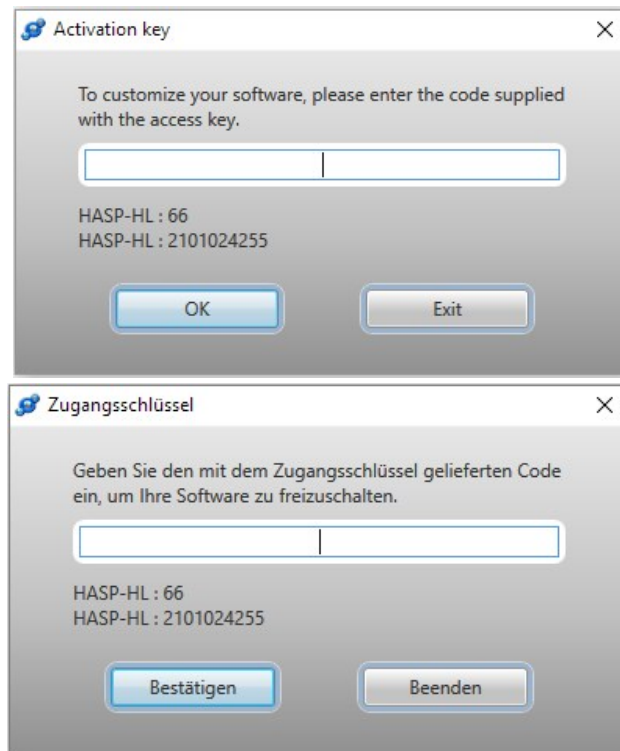 Activation key
To customize your software, please enter the code supplied
with the access key.
HASP-HL : 66
HASP-HL : 2101024255
OK Exit
Zugangsschlüssel
Geben Sie den mit dem Zugangsschlüssel gelieferten Code
ein, um Ihre Software zu freizuschalten.
HASP-HL : 66
HASP-HL : 2101024255
Bestätigen Beenden